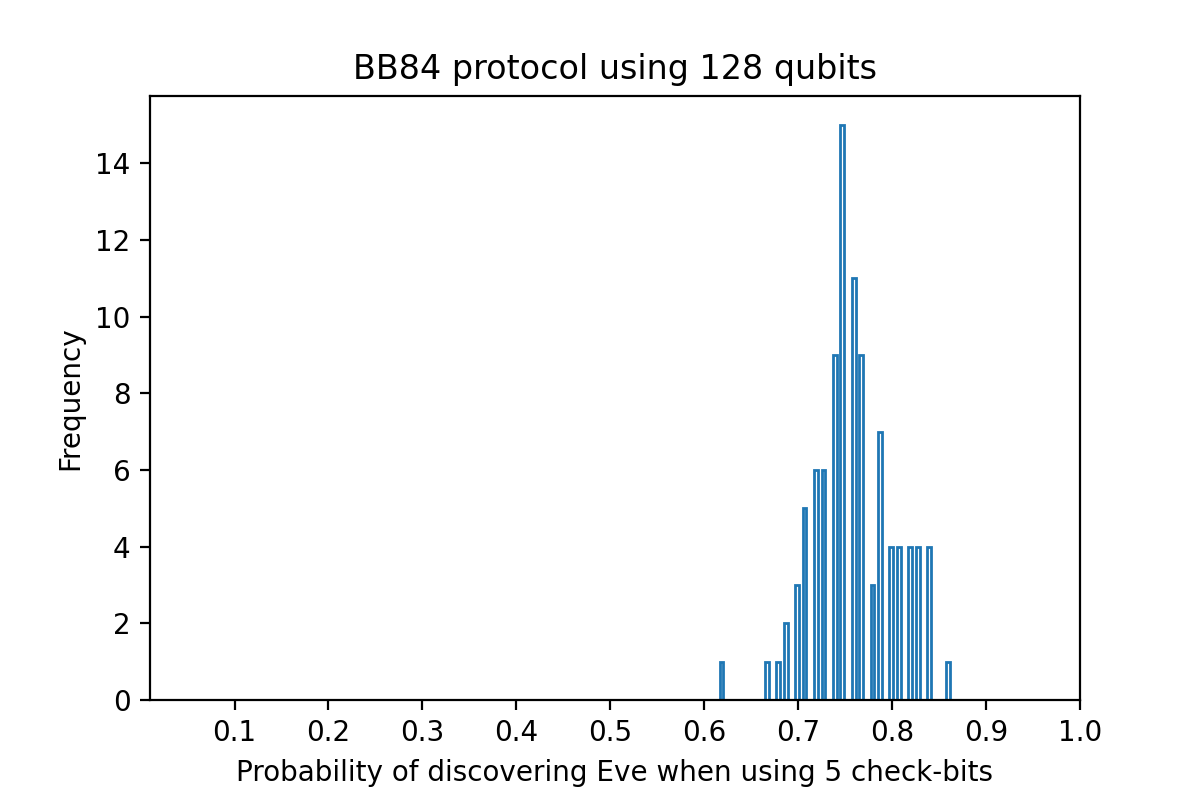 BB84 protocol using 128 qubits
Frequency
14
12
10
8
6
4
2
0
0.1 0.2 0.3 0.4 0.5 0.6 0.7 0.8 0.9 1.0
Probability of discovering Eve when using 5 check-bits